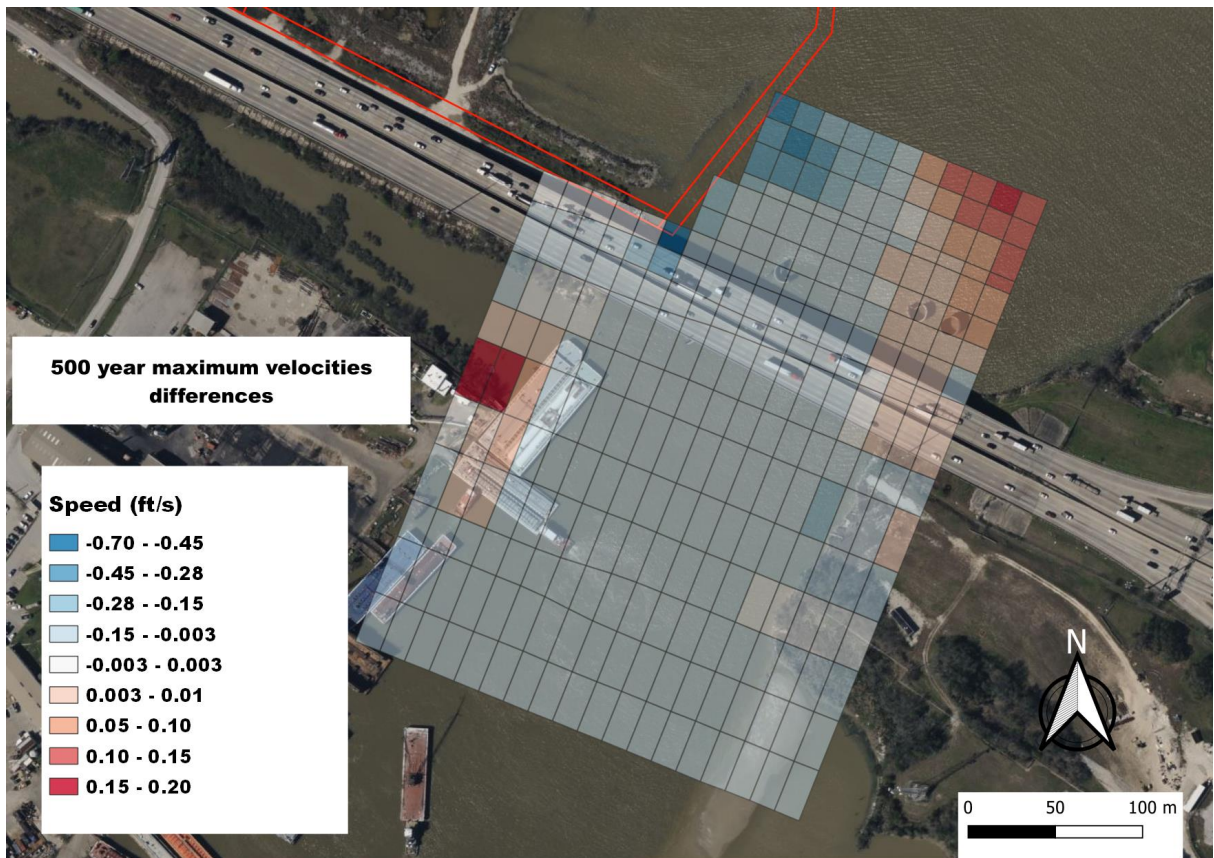 500 year maximum velocities
differences
Speed (ft/s)
-0.70 - -0.45
-0.45 - -0.28
-0.28 - -0.15
-0.15 - -0.003
-0.003 - 0.003
0.003 - 0.01
0.05 - 0.10
0.10 - 0.15
0.15 - 0.20
N
0 50 100 m